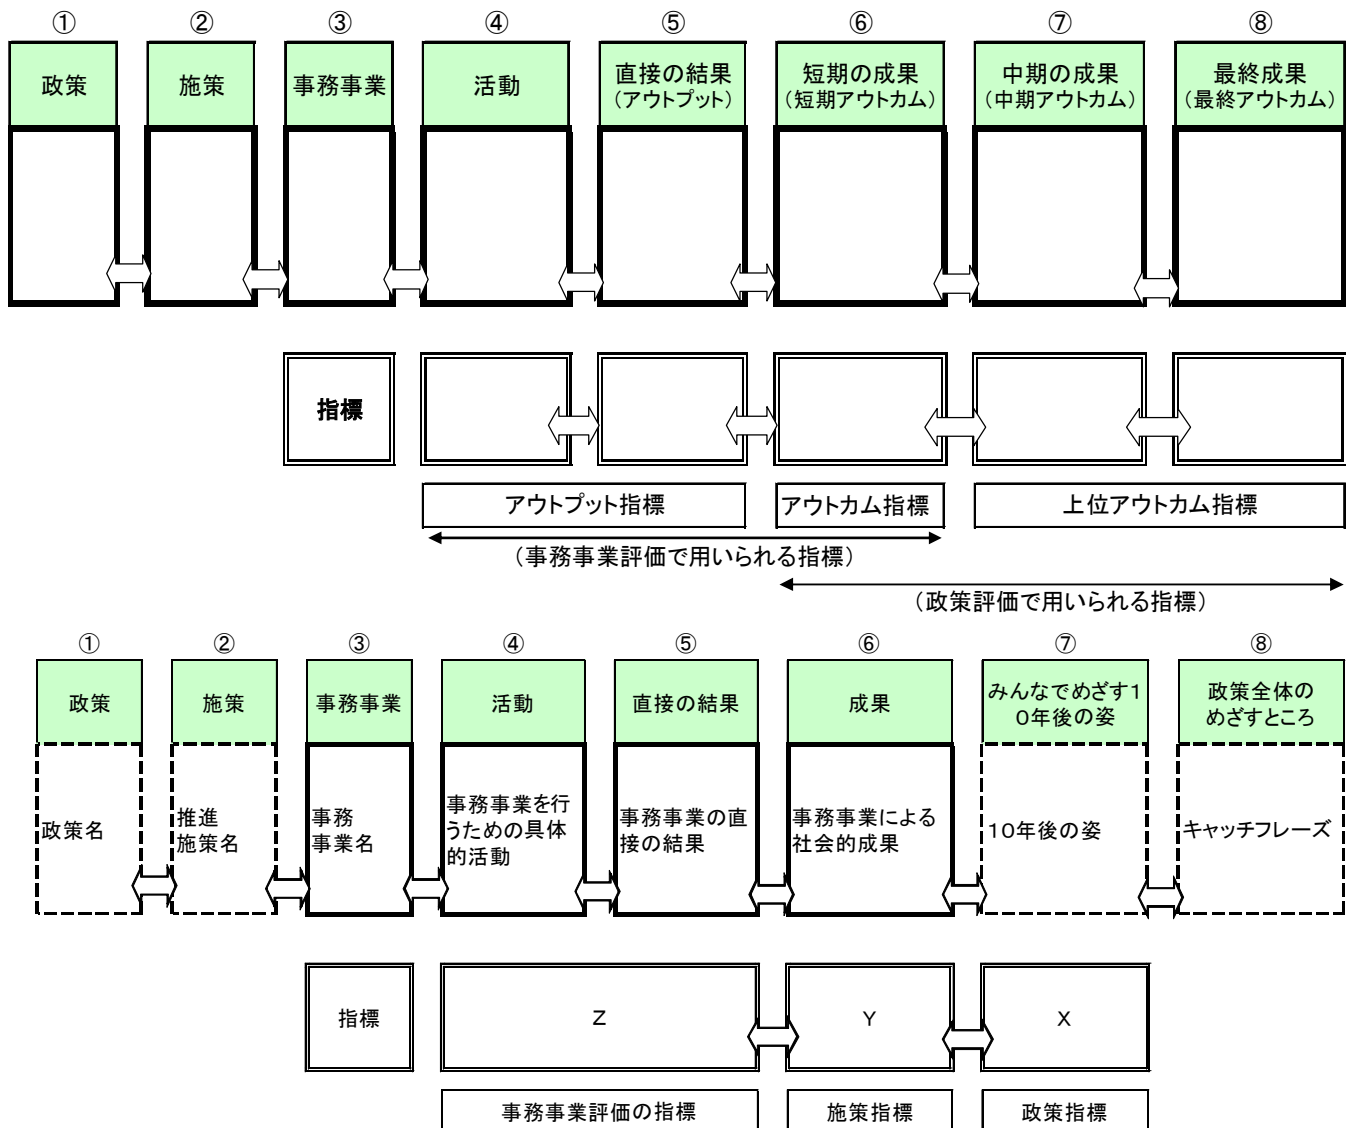 ① ② ③ ④ ⑤ ⑥ ⑦ ⑧
政策
施策
事務事業
活動
直接の結果
（アウトプット）
短期の成果
（短期アウトカム）
中期の成果
（中期アウトカム）
最終成果
（最終アウトカム）
指標
アウトプット指標
アウトカム指標
上位アウトカム指標
（事務事業評価で用いられる指標）
（政策評価で用いられる指標）
① ② ③ ④ ⑤ ⑥ ⑦ ⑧
政策
施策
事務事業
活動
直接の結果
成果
みんなでめざす1
0年後の姿
政策全体の
めざすところ
政策名
推進
施策名
事務
事業名
事務事業を行
うための具体
的活動
事務事業の直
接の結果
事務事業による
社会的成果
10年後の姿
キャッチフレーズ
指標
Z
Y
X
事務事業評価の指標
施策指標
政策指標